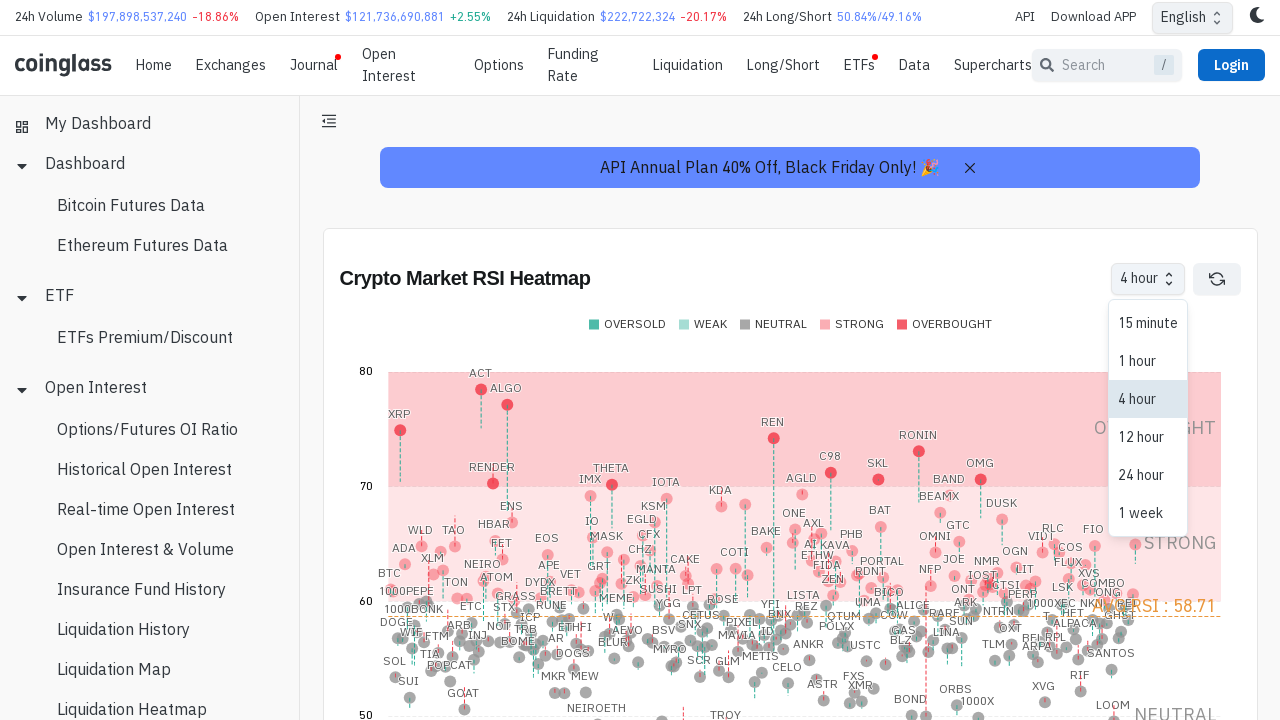 24h Volume $197,898,537,240 -18.86% Open Interest $121,736,690,881 +2.55% 24h Liquidation $222,722,324 -20.17% 24h Long/Short 50.84%/49.16% API Download APP English
coinglass Home Exchanges Journal Open Interest Options Funding Rate Liquidation Long/Short ETFs Data Supercharts Search / Login
My Dashboard
Dashboard
Bitcoin Futures Data
Ethereum Futures Data
ETF
ETFs Premium/Discount
Open Interest
Options/Futures OI Ratio
Historical Open Interest
Real-time Open Interest
Open Interest & Volume
Insurance Fund History
Liquidation History
Liquidation Map
Liquidation Heatmap
API Annual Plan 40% Off, Black Friday Only! 🎉
Crypto Market RSI Heatmap
4 hour
15 minute
1 hour
4 hour
12 hour
24 hour
1 week
OVERSOLD WEAK NEUTRAL STRONG OVERBOUGHT
80
ACT
ALGO
XRP
REN
RONIN
RENDER THETA C98 SKL OMG
70
IMX IOTA KDA AGLD BAND
ENS KSM BEAMX DUSK
HBAR IO EGLD ONE BAT
WLD TAO MASK CFX BAKE AXL PHB OMNI GTC VIDT RLC FIO
STRONG
ADA XLM FET EOS CHZ COTI KAVA
ETHW OGN COS
BTC NEIRO APE GRT CAKE FIDA PORTAL JOE NMR FLUX
TON ATOM VET ZK MANTA ZEN RDNT NFP IOST LIT XVS
1000PEPE DYDX BRETT SUSHI LPT LISTA BICO ONT CTSI LSK COMBO
60
GRASS MEME ROSE UMA PERP ONG
1000BONK ETC STX RUNE YGG YFI REZ ALICE ARK
58.71
DOGE ARB NOT ICP CETUS PIXEL COW RARE NTRN
WIF FTM INJ TRB ETHFI AEVO BSV SNX MAVIA ID POLYX GAS SUN OXT ALPACA
TIA BOME AR BLUR BLZ LINA RPL
SOL POPCAT DOGS MYRO SCR GLM METIS ANKR USTC TLM ARPA SANTOS
SUI MKR MEW CELO FXS RIF
GOAT ASTR XMR XVG
BOND ORBS
NEIROETH 1000X LOOM
50 TROY NEUTRAL